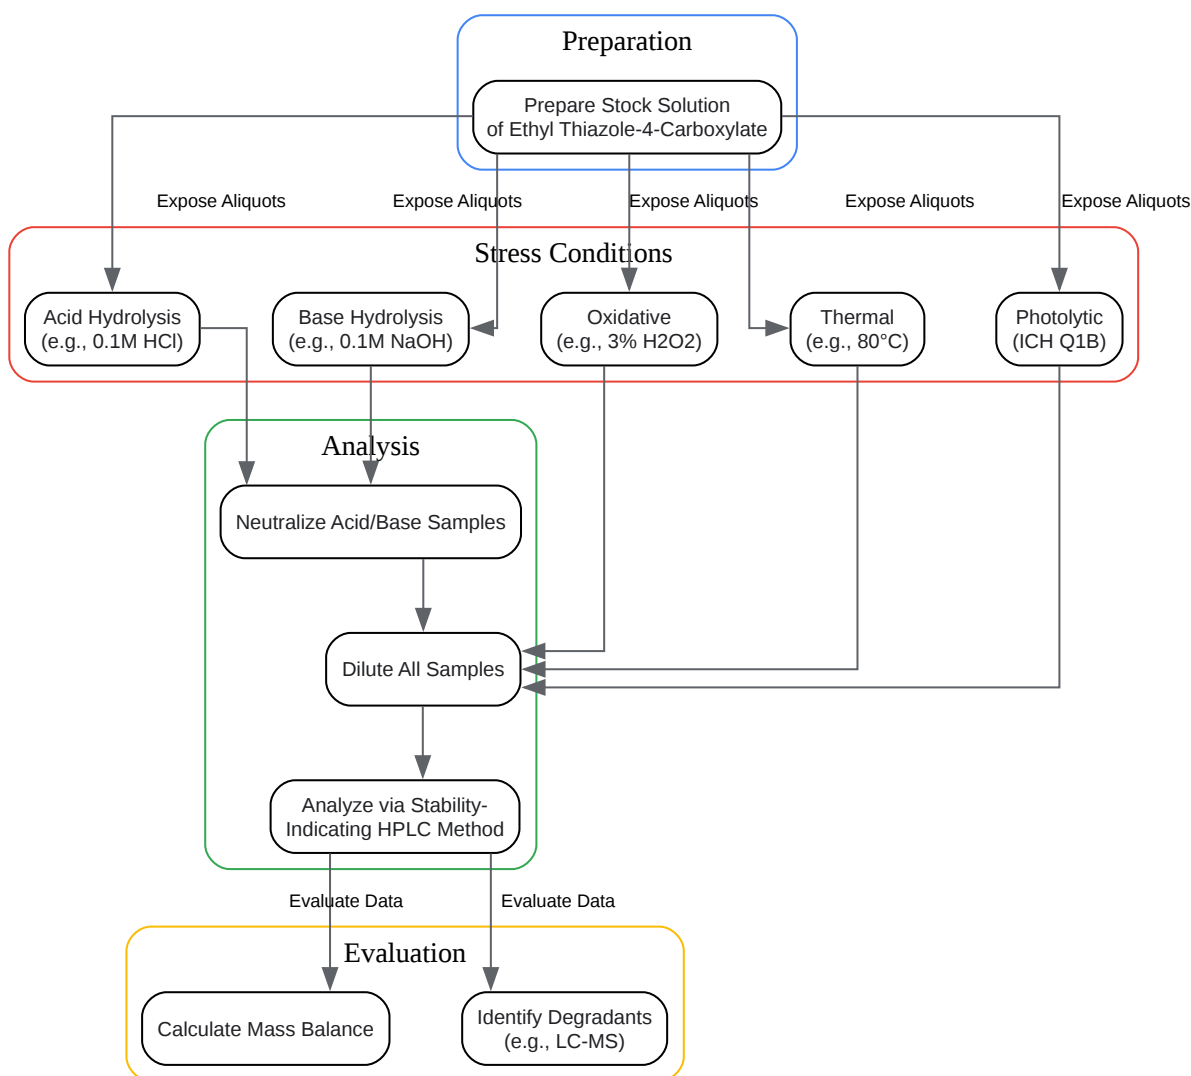 Preparation
Prepare Stock Solution
of Ethyl Thiazole-4-Carboxylate
Expose Aliquots
Expose Aliquots
Expose Aliquots
Expose Aliquots
Expose Aliquots
Stress Conditions
Acid Hydrolysis
(e.g., 0.1M HCl)
Base Hydrolysis
(e.g., 0.1M NaOH)
Oxidative
(e.g., 3% H2O2)
Thermal
(e.g., 80°C)
Photolytic
(ICH Q1B)
Analysis
Neutralize Acid/Base Samples
Dilute All Samples
Analyze via Stability-
Indicating HPLC Method
Evaluate Data
Evaluate Data
Evaluation
Calculate Mass Balance
Identify Degradants
(e.g., LC-MS)